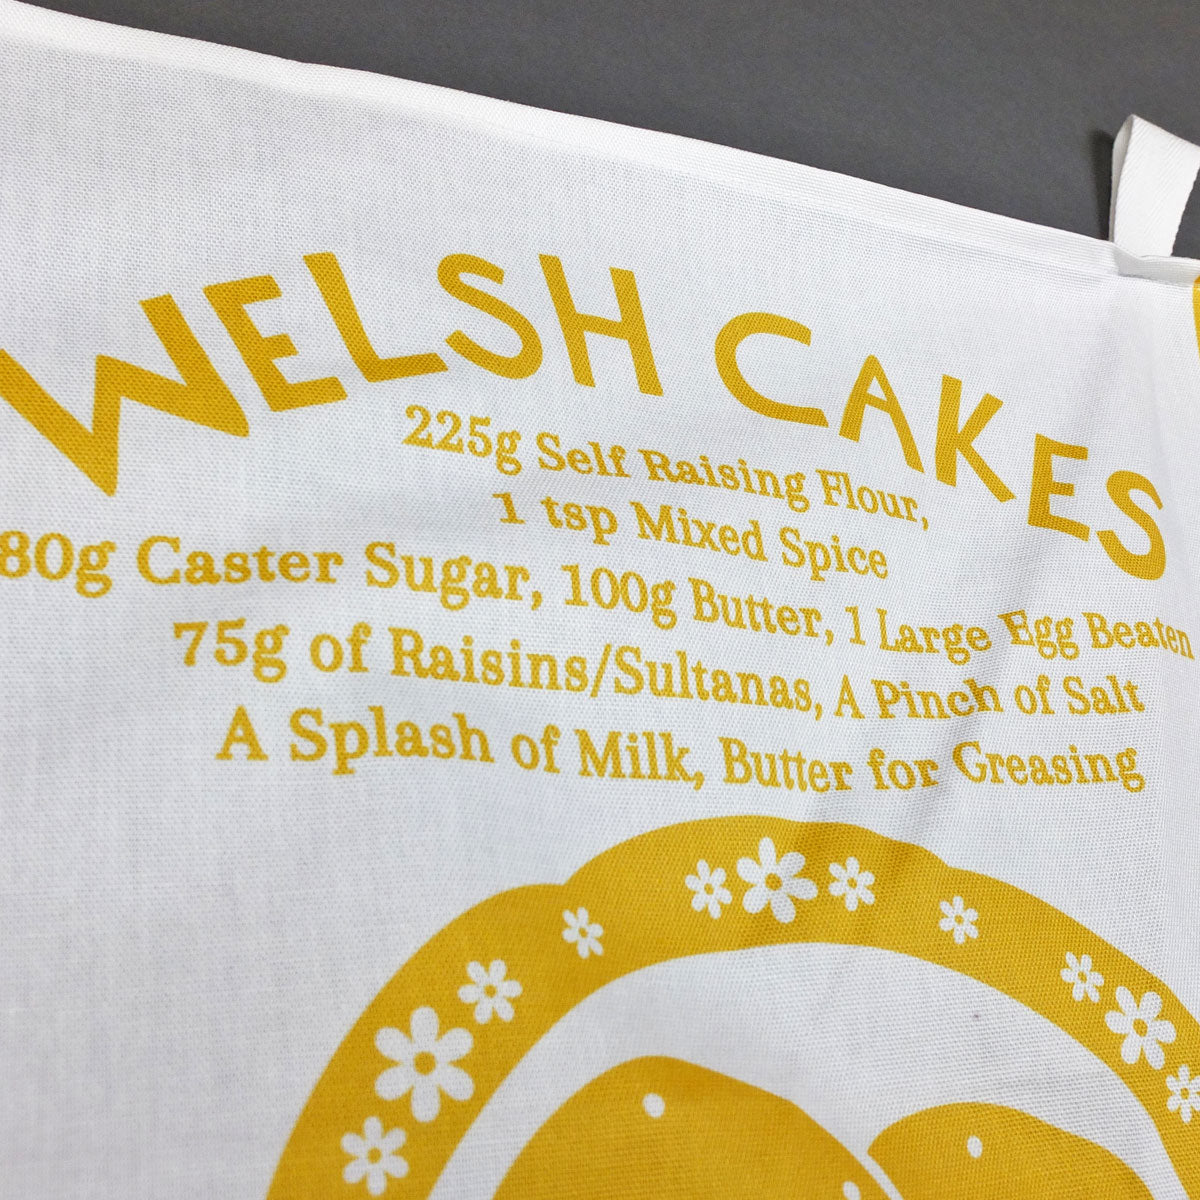 WELSH CAKES
225g Self Raising Flour,
1 tsp Mixed Spice
80g Caster Sugar, 100g Butter, 1 Large Egg Beaten
75g of Raisins/Sultanas, A Pinch of Salt
A Splash of Milk, Butter for Greasing